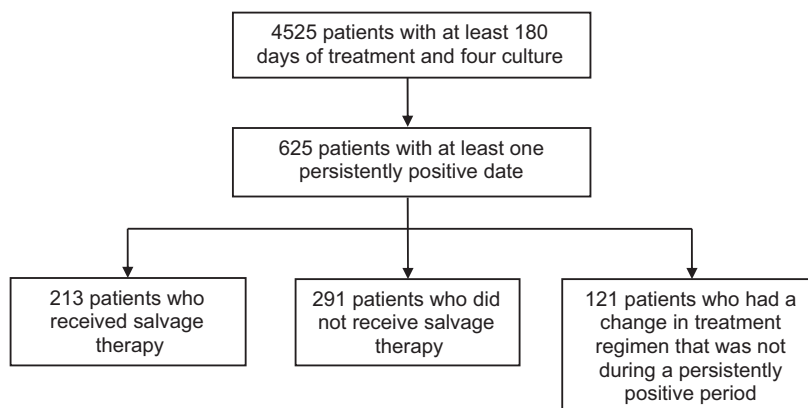 4525 patients with at least 180
days of treatment and four culture
625 patients with at least one
persistently positive date
213 patients who
received salvage
therapy
291 patients who did
not receive salvage
therapy
121 patients who had a
change in treatment
regimen that was not
during a persistently
positive period